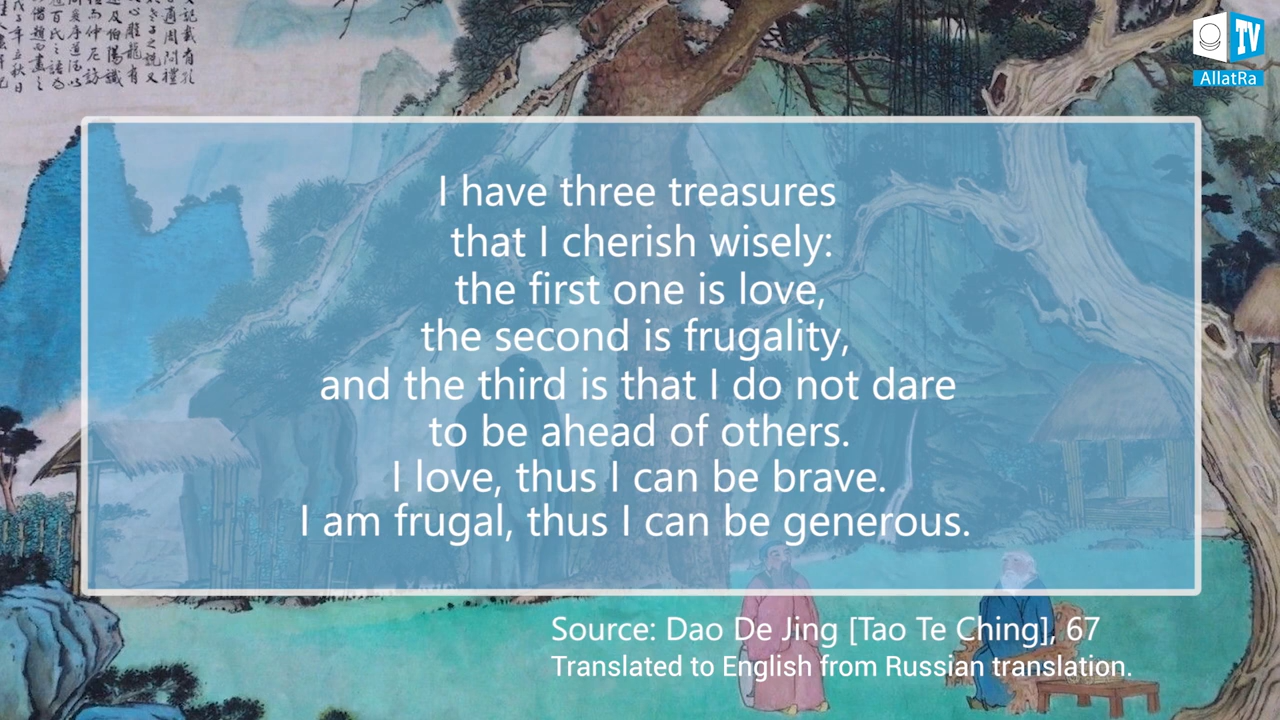 TV
AllatRa
I have three treasures
that I cherish wisely:
the first one is love,
the second is frugality,
and the third is that I do not dare
to be ahead of others.
I love, thus I can be brave.
I am frugal, thus I can be generous.
Source: Dao De Jing [Tao Te Ching], 67
Translated to English from Russian translation.